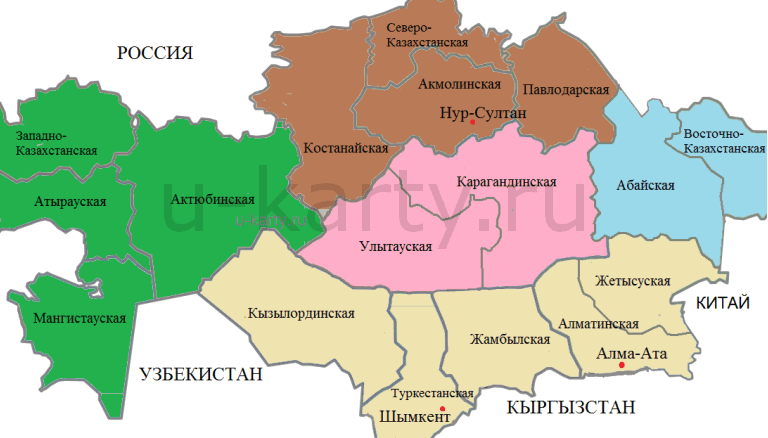 Северо-
Казахстанская
РОССИЯ
Акмолинская
Павлодарская
Нур-Султан
Западно-
Казахстанская
Восточно-
Казахстанская
Костанайская
Карагандинская
Абайская
Атырауская
Актюбинская
u-karty.ru
u-karty.ru
Улытауская
Жетысуская
КИТАЙ
Мангистауская
Кызылординская
Жамбылская
Алматинская
Алма-Ата
УЗБЕКИСТАН
Туркестанская
Шымкент
КЫРГЫЗСТАН